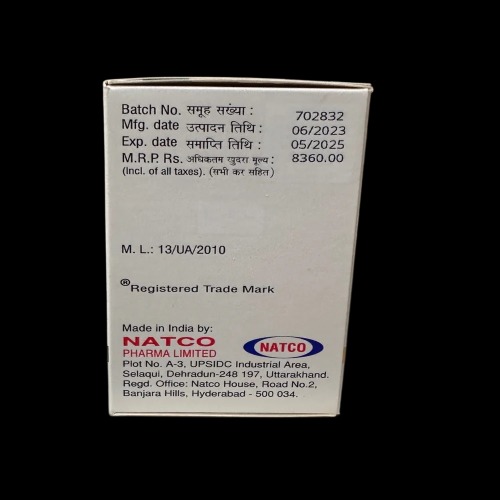 Batch No. समूह सख्या : 702832
Mfg. date उत्पादन तिथि : 06/2023
Exp. date समाप्ति तिथि : 05/2025
M.R.P. Rs. अधिकतम खुदरा मूल्य : 8360.00
(Incl. of all taxes). (सभी कर सहित)
M. L.: 13/UA/2010
®Registered Trade Mark
Made in India by:
NATCO
PHARMA LIMITED
NATCO
Plot No. A-3, UPSIDC Industrial Area,
Selaqui, Dehradun-248 197, Uttarakhand.
Regd. Office: Natco House, Road No.2,
Banjara Hills, Hyderabad - 500 034.